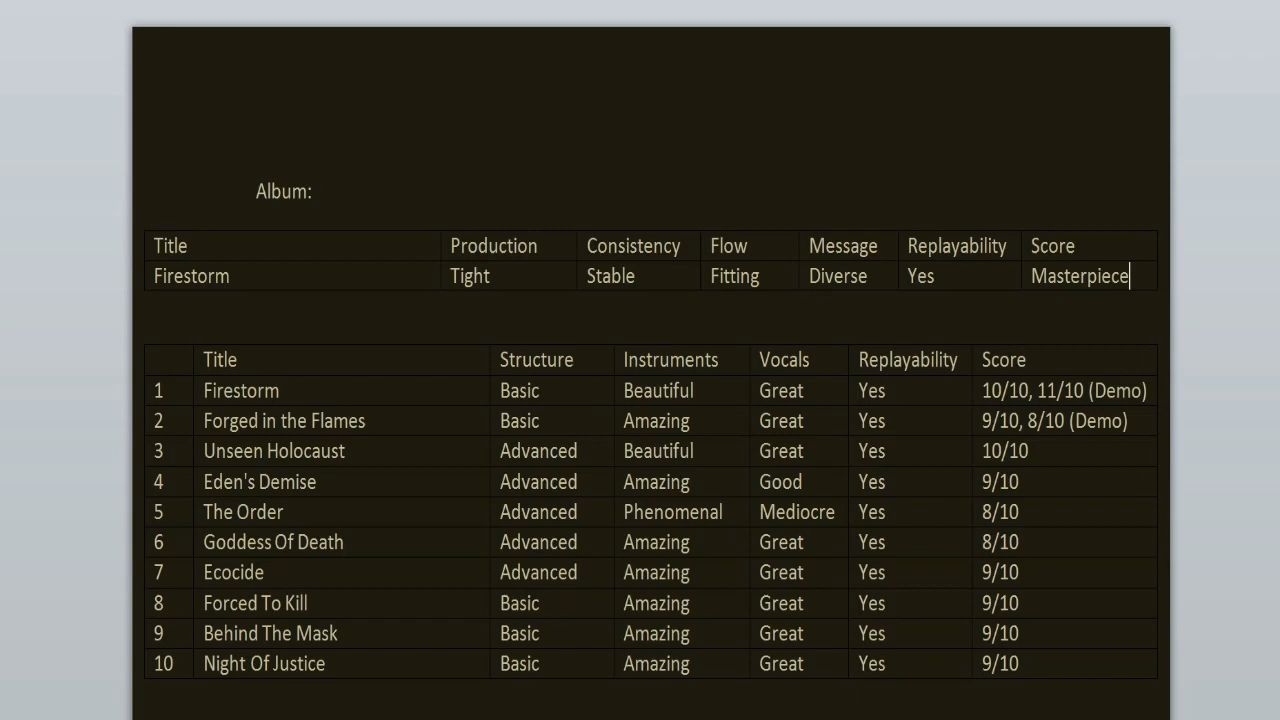 Album:
Title Production Consistency Flow Message Replayability Score
Firestorm Tight Stable Fitting Diverse Yes Masterpiece
Title Structure Instruments Vocals Replayability Score
1 Firestorm Basic Beautiful Great Yes 10/10, 11/10 (Demo)
2 Forged in the Flames Basic Amazing Great Yes 9/10, 8/10 (Demo)
3 Unseen Holocaust Advanced Beautiful Great Yes 10/10
4 Eden's Demise Advanced Amazing Good Yes 9/10
5 The Order Advanced Phenomenal Mediocre Yes 8/10
6 Goddess Of Death Advanced Amazing Great Yes 8/10
7 Ecocide Advanced Amazing Great Yes 9/10
8 Forced To Kill Basic Amazing Great Yes 9/10
9 Behind The Mask Basic Amazing Great Yes 9/10
10 Night Of Justice Basic Amazing Great Yes 9/10